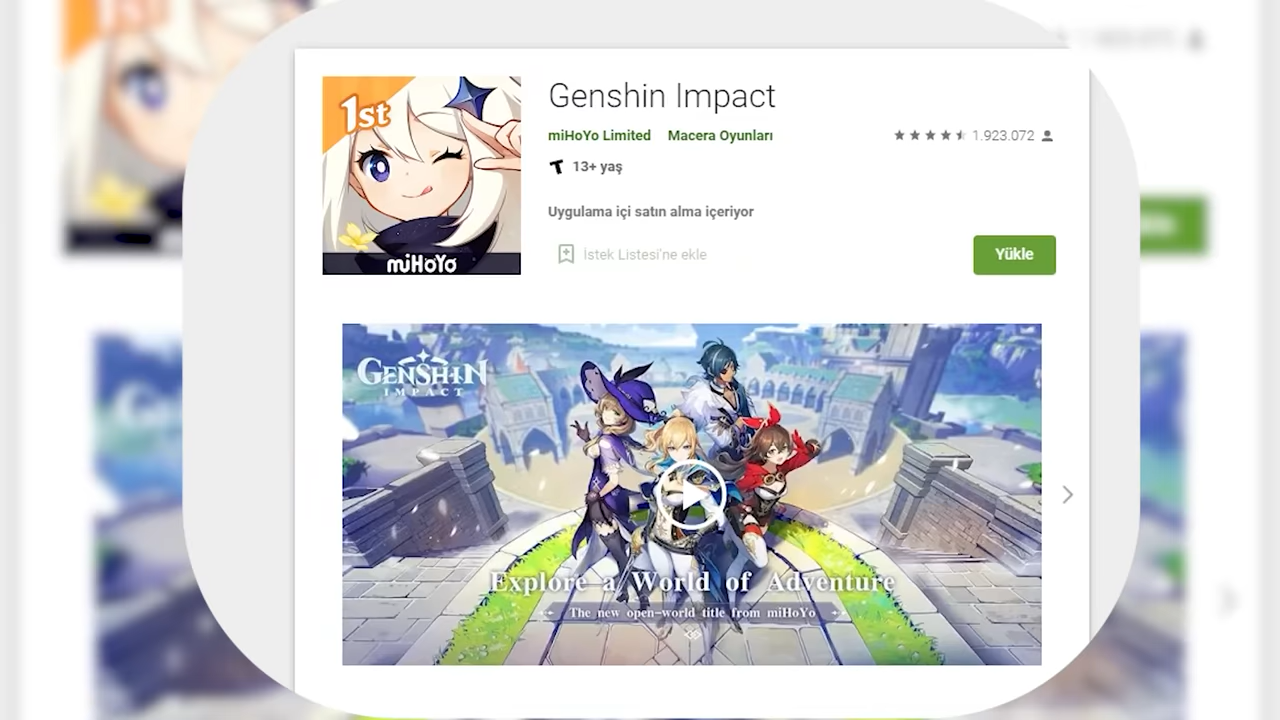 1st
miHoYo
Genshin Impact
miHoYo Limited Macera Oyunları
1.923.072
T 13+ yaş
Uygulama içi satın alma içeriyor
İstek Listesi'ne ekle
Yükle
GENSHIN
IMPACT
Explore a World of Adventure
The new open-world title from miHoYo